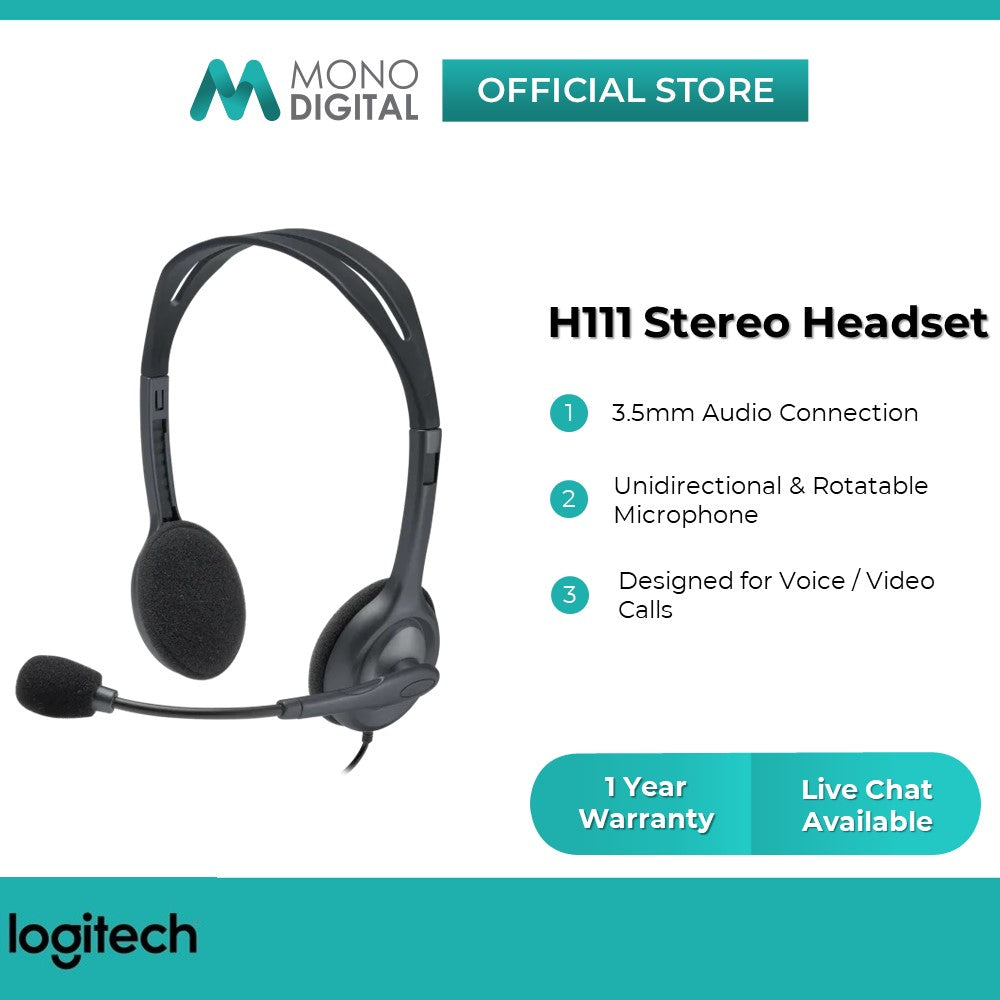 MONO
DIGITAL
OFFICIAL STORE
H111 Stereo Headset
1 3.5mm Audio Connection
2 Unidirectional & Rotatable
Microphone
3 Designed for Voice / Video
Calls
1 Year
Warranty
Live Chat
Available
logitech